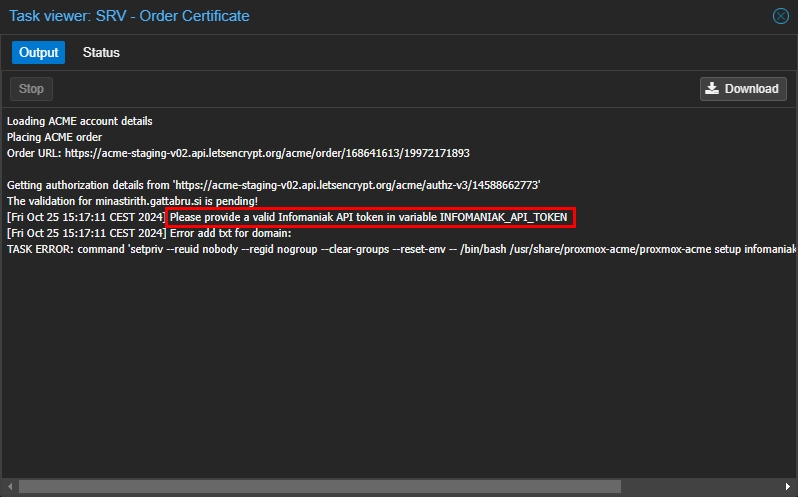 Task viewer: SRV - Order Certificate
Output Status
Stop Download
Loading ACME account details
Placing ACME order
Order URL: https://acme-staging-v02.api.letsencrypt.org/acme/order/168641613/19972171893
Getting authorization details from 'https://acme-staging-v02.api.letsencrypt.org/acme/authz-v3/14588662773'
The validation for minastirith.gattabru.si is pending!
[Fri Oct 25 15:17:11 CEST 2024] Please provide a valid Infomaniak API token in variable INFOMANIAK_API_TOKEN
[Fri Oct 25 15:17:11 CEST 2024] Error add txt for domain:
TASK ERROR: command 'setpriv --reuid nobody --regid nogroup --clear-groups --reset-env -- /bin/bash /usr/share/proxmox-acme/proxmox-acme setup infomaniak